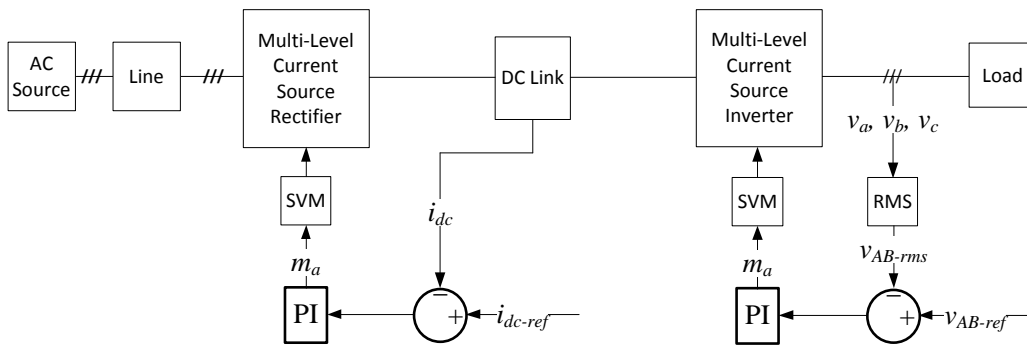 AC
Source
Line
Multi-Level
Current
Source
Rectifier
DC Link
Multi-Level
Current
Source
Inverter
Load
v_a, v_b, v_c
SVM
i_dc
SVM
RMS
m_a
m_a
v_AB-rms
PI
−
+
i_dc-ref
PI
−
+
v_AB-ref